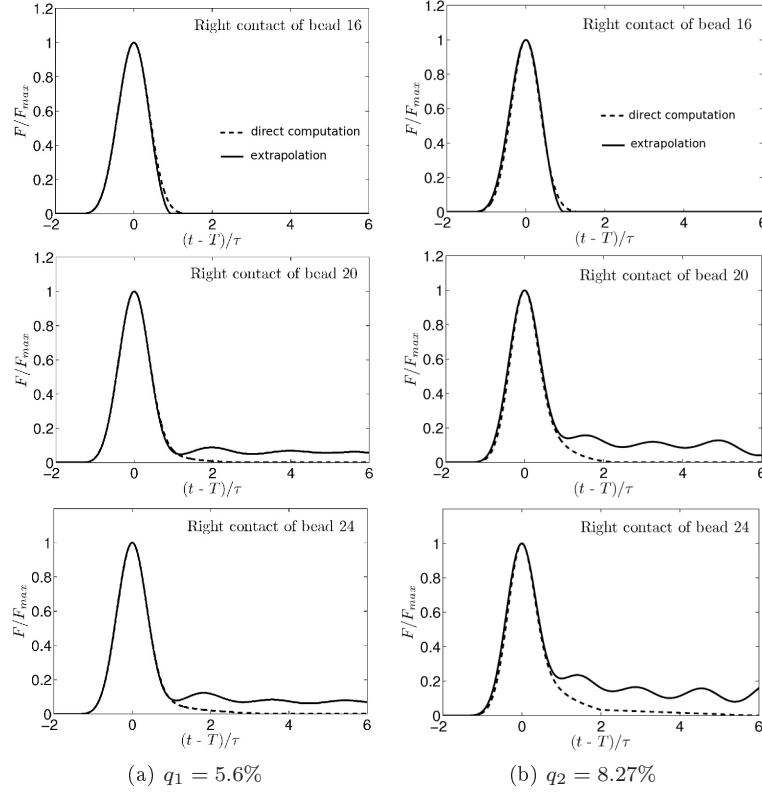 1.2
Right contact of bead 16
1
0.8
0.6
0.4
0.2
0
F/F_max
direct computation
extrapolation
-2 0 2 4 6
(t - T)/τ
1.2
Right contact of bead 16
1
0.8
0.6
0.4
0.2
0
F/F_max
direct computation
extrapolation
-2 0 2 4 6
(t - T)/τ
1.2
Right contact of bead 20
1
0.8
0.6
0.4
0.2
0
F/F_max
-2 0 2 4 6
(t - T)/τ
1.2
Right contact of bead 20
1
0.8
0.6
0.4
0.2
0
F/F_max
-2 0 2 4 6
(t - T)/τ
Right contact of bead 24
1
0.8
0.6
0.4
0.2
0
F/F_max
-2 0 2 4 6
(t - T)/τ
Right contact of bead 24
1
0.8
0.6
0.4
0.2
0
F/F_max
-2 0 2 4 6
(t - T)/τ
(a) q₁ = 5.6%
(b) q₂ = 8.27%